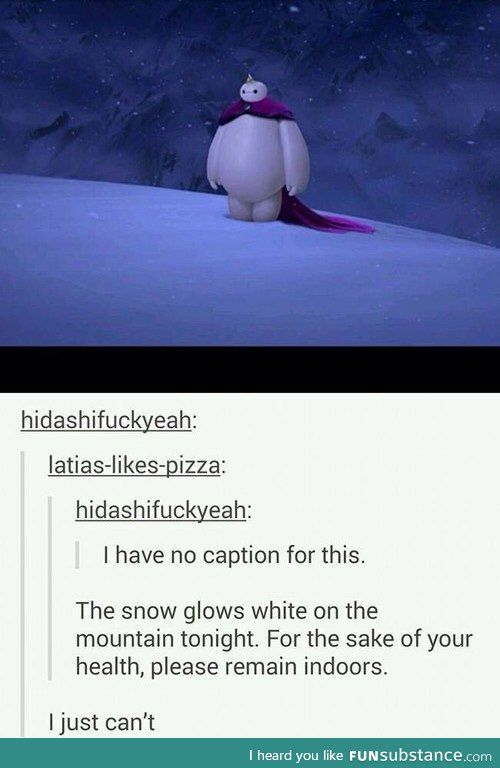 hidashifuckyeah:
latias-likes-pizza:
hidashifuckyeah:
I have no caption for this.
The snow glows white on the
mountain tonight. For the sake of your
health, please remain indoors.
I just can't
I heard you like FUNsubstance.com